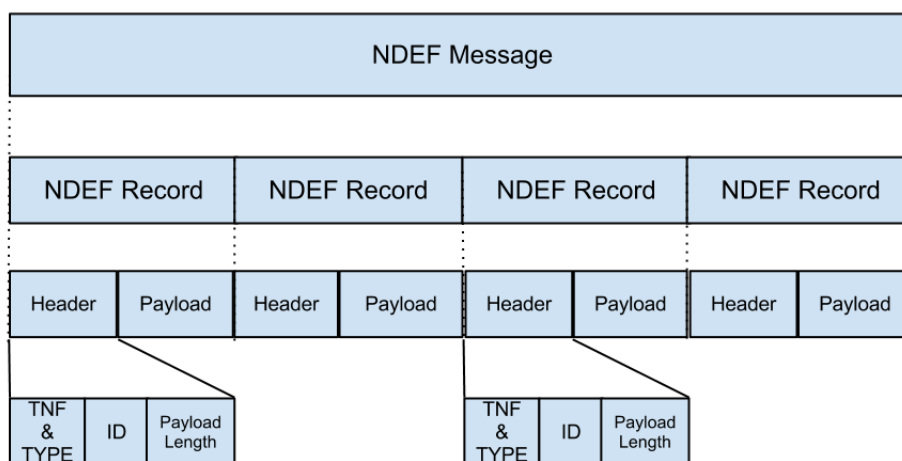 NDEF Message
NDEF Record NDEF Record NDEF Record NDEF Record
Header Payload Header Payload Header Payload Header Payload
TNF
&
TYPE
ID
Payload
Length
TNF
&
TYPE
ID
Payload
Length